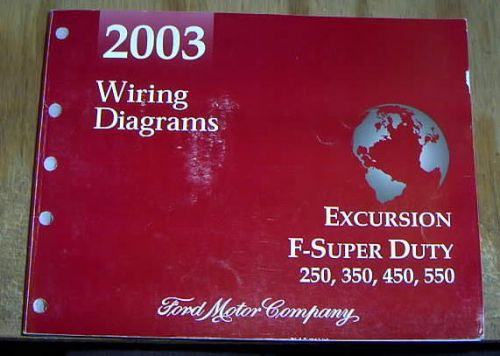 2003
Wiring
Diagrams
EXCURSION
F-SUPER DUTY
250, 350, 450, 550
Ford Motor Company